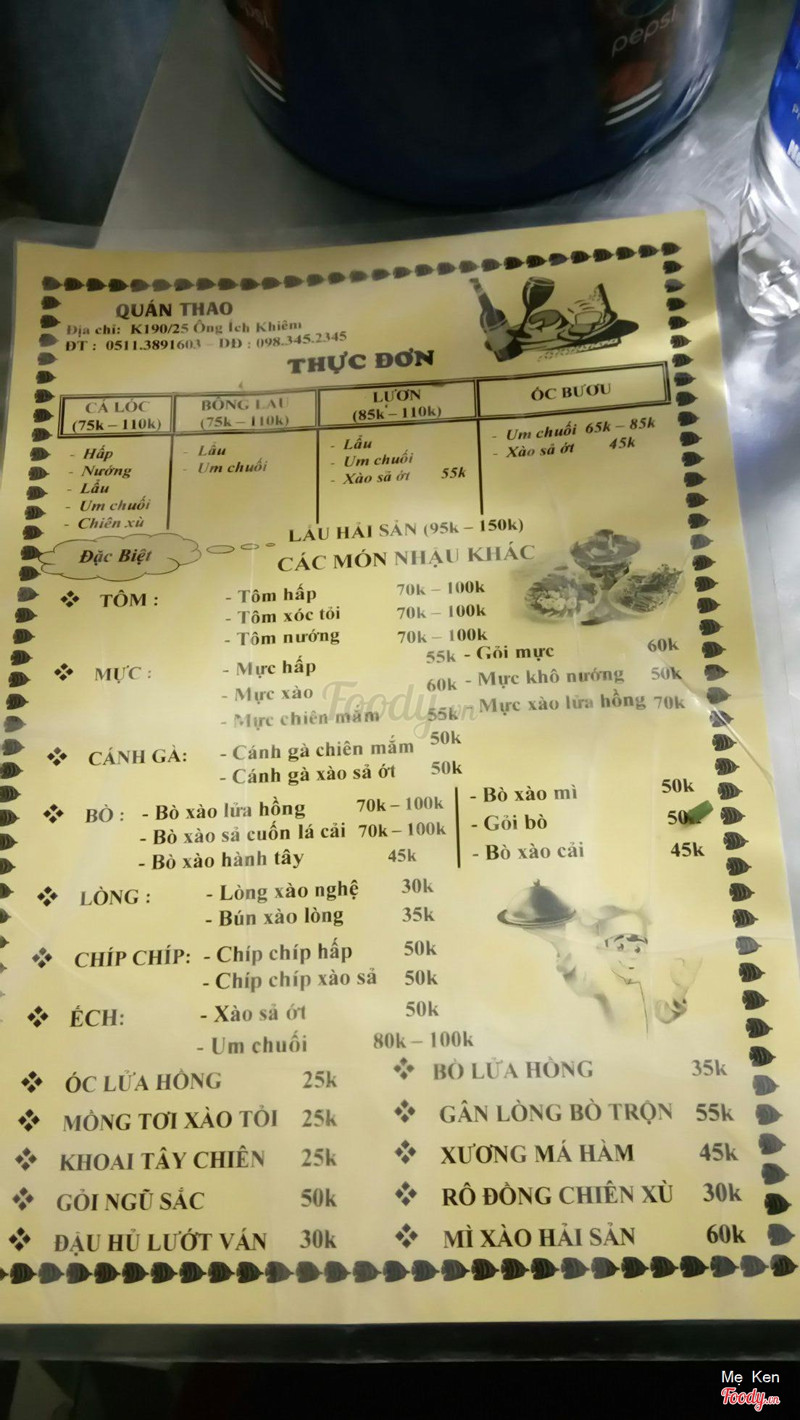 pepsi
QUÁN THAO
Địa chỉ: K190/25 Ông Ích Khiêm
ĐT : 0511.3891603 – DĐ : 098.345.2345
THỰC ĐƠN
CÁ LÓC (75k – 110k)
- Hấp
- Nướng
- Lẩu
- Um chuối
- Chiên xù
BÔNG LAU (75k – 110k)
- Lẩu
- Um chuối
LƯƠN (85k – 110k)
- Lẩu
- Um chuối
- Xào sả ớt 55k
ỐC BƯƠU
- Um chuối 65k – 85k
- Xào sả ớt 45k
LẨU HẢI SẢN (95k – 150k)
Đặc Biệt
CÁC MÓN NHẬU KHÁC
TÔM : - Tôm hấp 70k – 100k
- Tôm xóc tỏi 70k – 100k
- Tôm nướng 70k – 100k
MỰC : - Mực hấp 55k - Gỏi mực 60k
- Mực xào 60k - Mực khô nướng 50k
- Mực chiên mắm 55k - Mực xào lửa hồng 70k
Foody.vn
CÁNH GÀ: - Cánh gà chiên mắm 50k
- Cánh gà xào sả ớt 50k
BÒ : - Bò xào lửa hồng 70k – 100k - Bò xào mì 50k
- Bò xào sả cuốn lá cải 70k – 100k - Gỏi bò
- Bò xào hành tây 45k - Bò xào cải 45k
LÒNG : - Lòng xào nghệ 30k
- Bún xào lòng 35k
CHÍP CHÍP: - Chíp chíp hấp 50k
- Chíp chíp xào sả 50k
ẾCH: - Xào sả ớt 50k
- Um chuối 80k – 100k
ÓC LỬA HỒNG 25k BÒ LỬA HỒNG 35k
MỒNG TƠI XÀO TỎI 25k GÂN LÒNG BÒ TRỘN 55k
KHOAI TÂY CHIÊN 25k XƯƠNG MÁ HÀM 45k
GỎI NGŨ SẮC 50k RÔ ĐỒNG CHIÊN XÙ 30k
ĐẬU HỦ LƯỚT VÁN 30k MÌ XÀO HẢI SẢN 60k
Mẹ Ken
Foody.vn